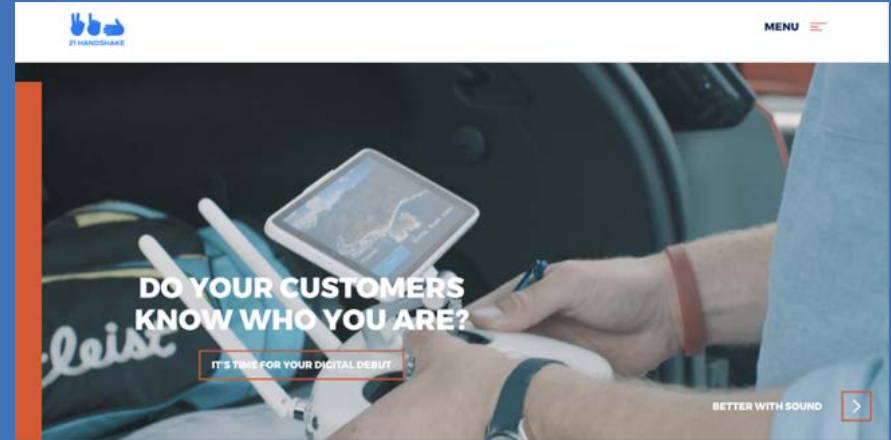 21 HANDSHAKE
MENU
DO YOUR CUSTOMERS
KNOW WHO YOU ARE?
IT'S TIME FOR YOUR DIGITAL DEBUT
BETTER WITH SOUND